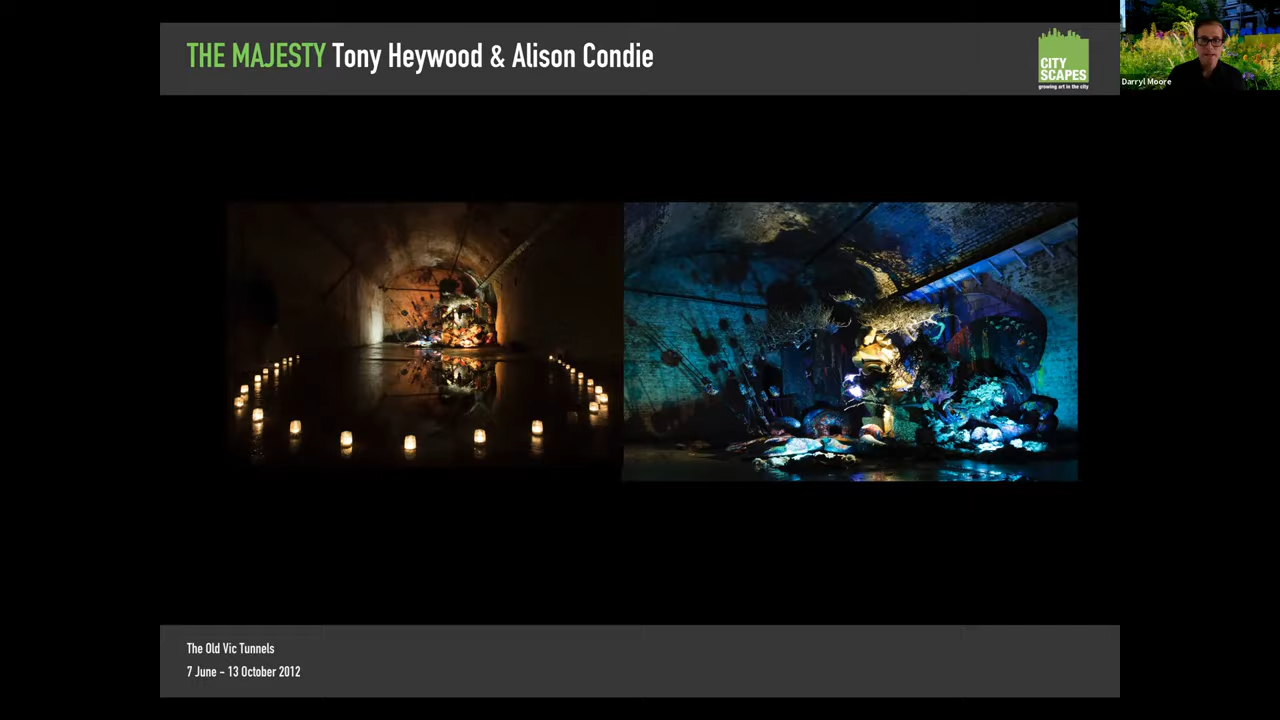 THE MAJESTY Tony Heywood & Alison Condie
CITY
SCAPES
growing art in the city
Darryl Moore
The Old Vic Tunnels
7 June - 13 October 2012